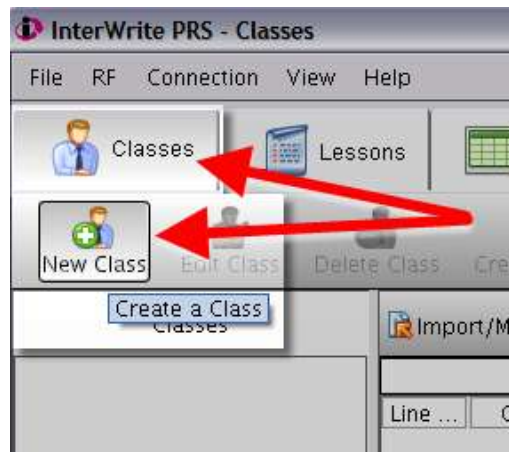 InterWrite PRS - Classes
File RF Connection View Help
Classes Lessons
New Class Edit Class Delete Class Cre
Create a Class
Classes
Import/M
Line ... C